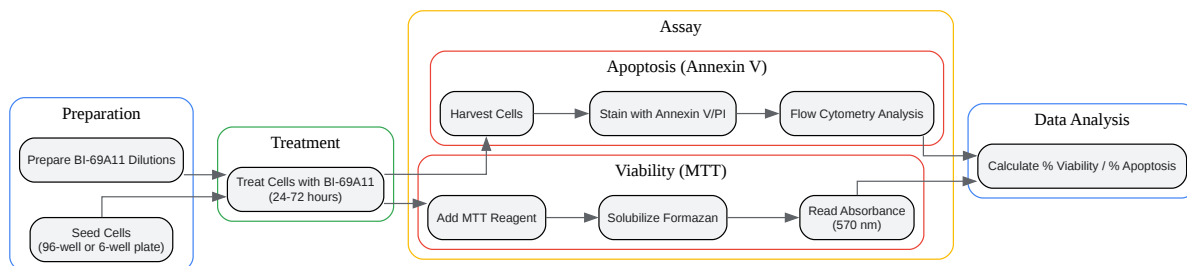 Preparation
Prepare BI-69A11 Dilutions
Seed Cells
(96-well or 6-well plate)
Treatment
Treat Cells with BI-69A11
(24-72 hours)
Assay
Apoptosis (Annexin V)
Harvest Cells
Stain with Annexin V/PI
Flow Cytometry Analysis
Viability (MTT)
Add MTT Reagent
Solubilize Formazan
Read Absorbance
(570 nm)
Data Analysis
Calculate % Viability / % Apoptosis